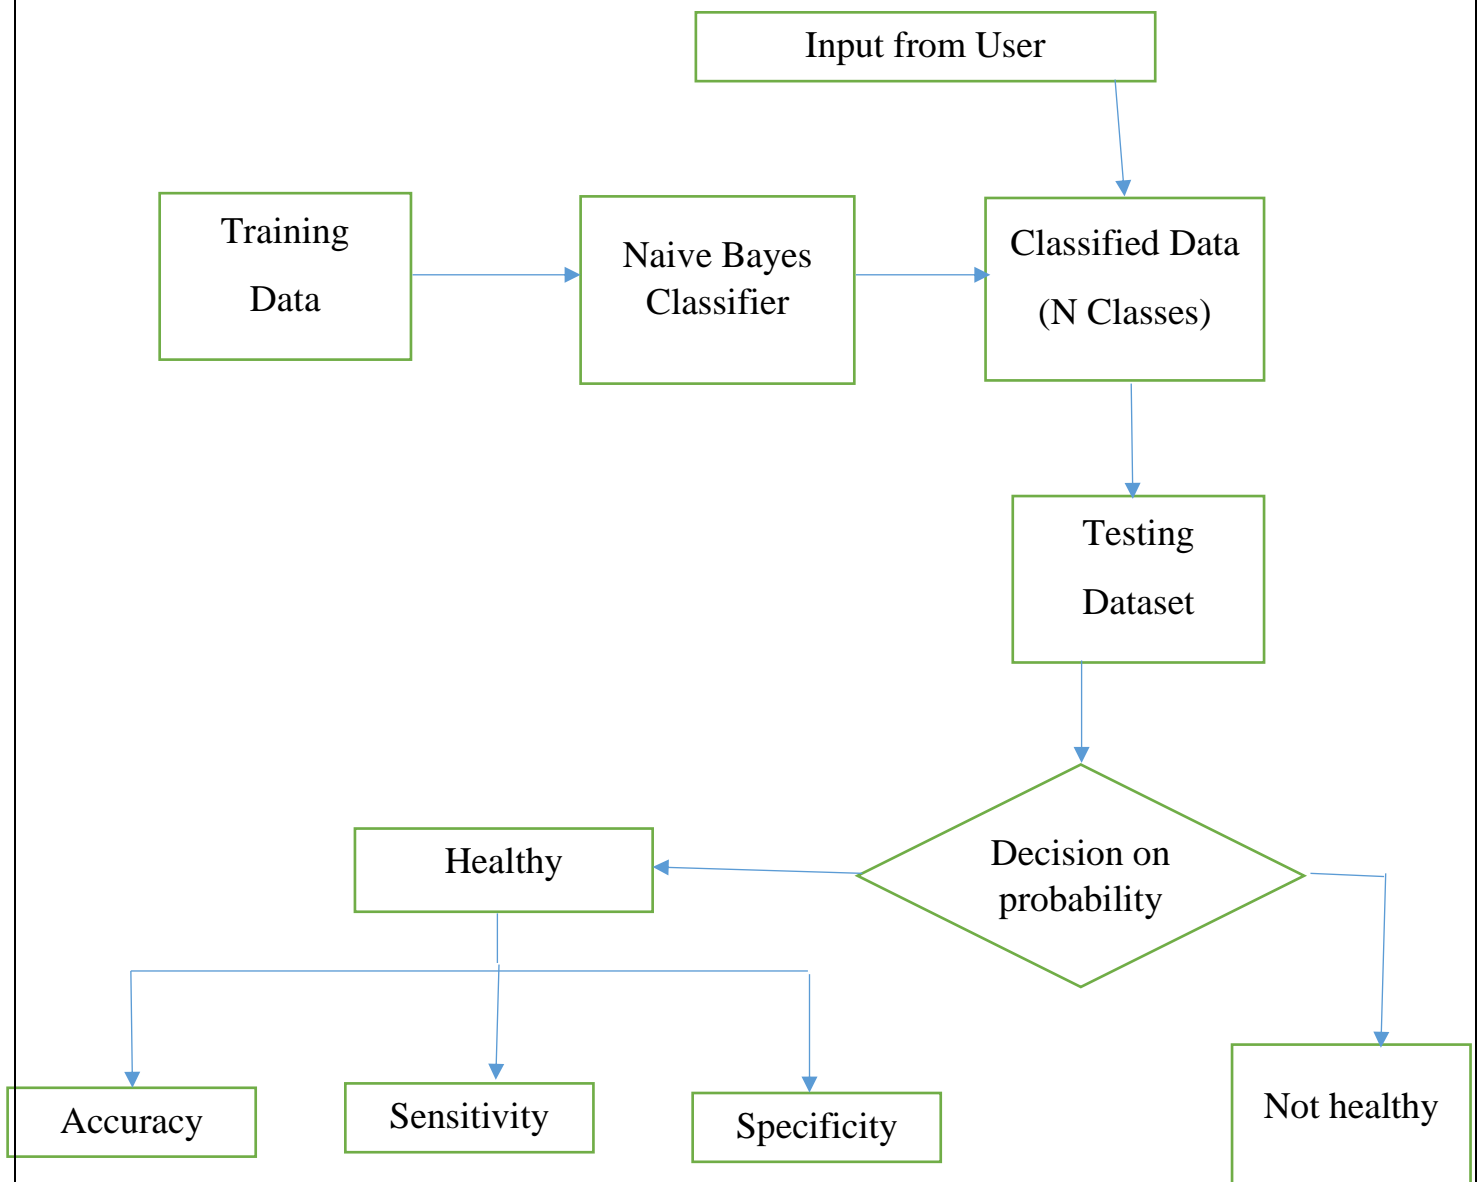 Input from User
Training
Data
Naive Bayes
Classifier
Classified Data
(N Classes)
Testing
Dataset
Decision on
probability
Healthy
Accuracy
Sensitivity
Specificity
Not healthy